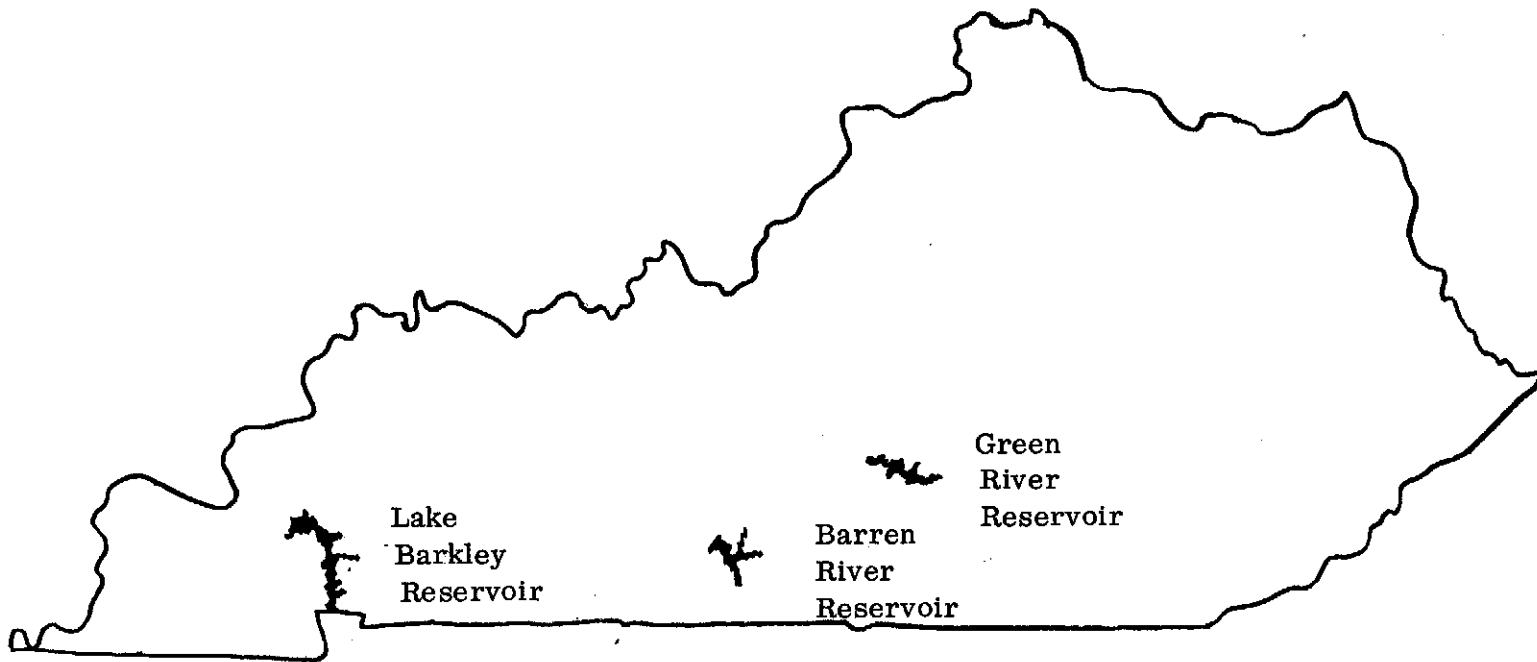 Green
River
Reservoir
Lake
Barkley
Reservoir
Barren
River
Reservoir